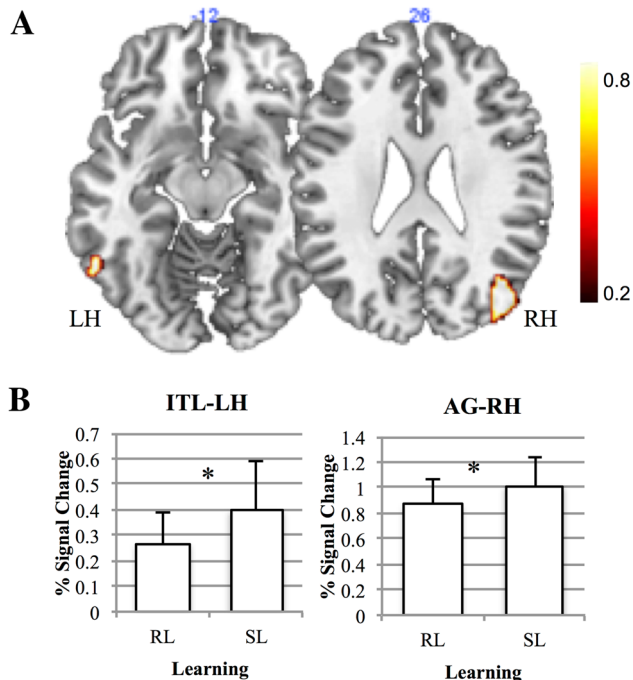 A
-12
26
0.8
0.2
LH
RH
B
ITL-LH
% Signal Change
0.7
0.6
0.5
0.4
0.3
0.2
0.1
0
*
RL
SL
Learning
AG-RH
% Signal Change
1.4
1.2
1
0.8
0.6
0.4
0.2
0
*
RL
SL
Learning